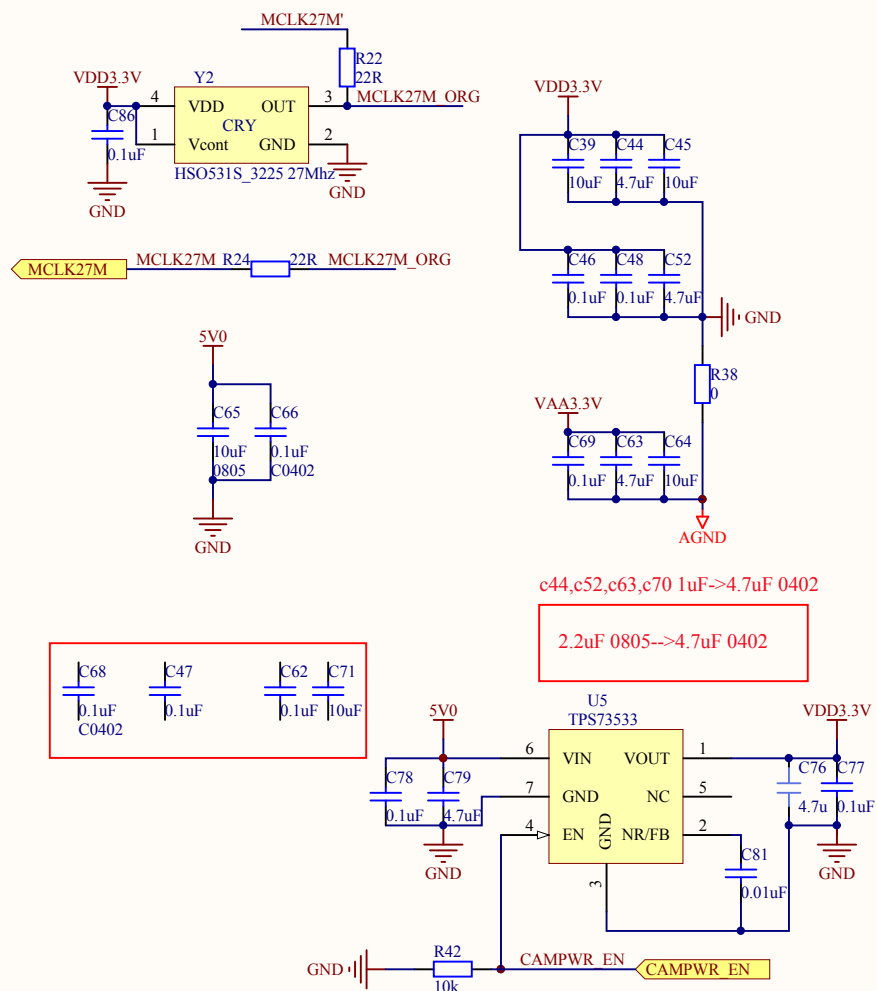 MCLK27M'
R22
22R
VDD3.3V
Y2
4
VDD
OUT
3
MCLK27M_ORG
C86
0.1uF
CRY
1
Vcont
GND
2
HSO531S_3225 27Mhz
GND
GND
MCLK27M
MCLK27M
R24
22R
MCLK27M_ORG
VDD3.3V
C39
10uF
C44
4.7uF
C45
10uF
C46
0.1uF
C48
0.1uF
C52
4.7uF
GND
R38
0
VAA3.3V
C69
0.1uF
C63
4.7uF
C64
10uF
AGND
5V0
C65
10uF
0805
C66
0.1uF
C0402
GND
c44,c52,c63,c70 1uF->4.7uF 0402
2.2uF 0805-->4.7uF 0402
C68
0.1uF
C0402
C47
0.1uF
C62
0.1uF
C71
10uF
U5
TPS73533
5V0
VDD3.3V
6
VIN
VOUT
1
7
GND
NC
5
4
EN
GND
NR/FB
2
3
C78
0.1uF
C79
4.7uF
GND
C76
4.7u
C77
0.1uF
GND
C81
0.01uF
GND
R42
10k
CAMPWR_EN
CAMPWR_EN